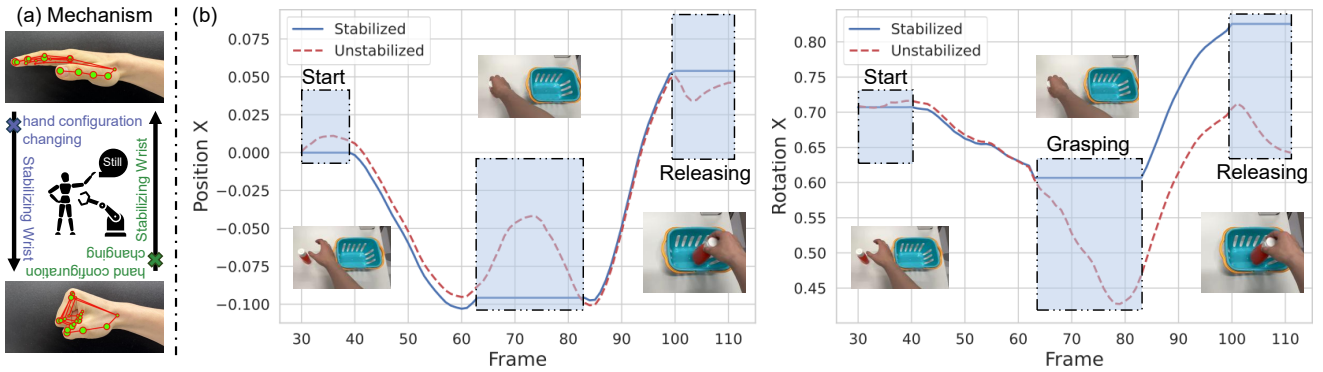 (a) Mechanism
hand configuration
changing
Stabilizing Wrist
Still
Stabilizing Wrist
hand configuration
changing
(b)
Position X
0.075
0.050
0.025
0.000
−0.025
−0.050
−0.075
−0.100
Stabilized
Unstabilized
Start
Releasing
30 40 50 60 70 80 90 100 110
Frame
Rotation X
0.80
0.75
0.70
0.65
0.60
0.55
0.50
0.45
Stabilized
Unstabilized
Start
Grasping
Releasing
30 40 50 60 70 80 90 100 110
Frame